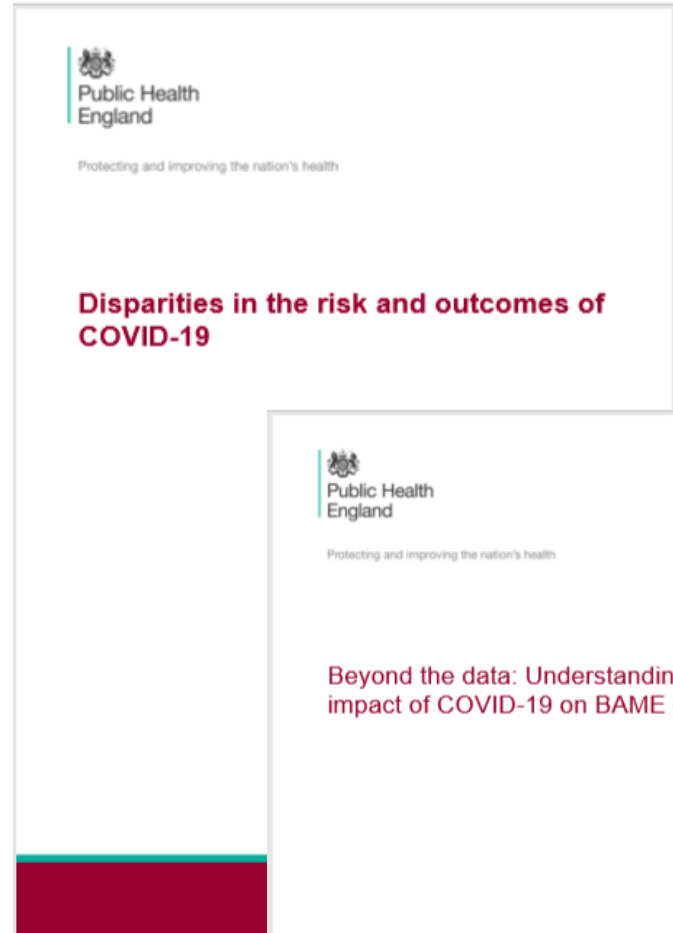 Public Health
England
Protecting and improving the nation's health
Disparities in the risk and outcomes of
COVID-19
Public Health
England
Protecting and improving the nation's health
Beyond the data: Understandin
impact of COVID-19 on BAME